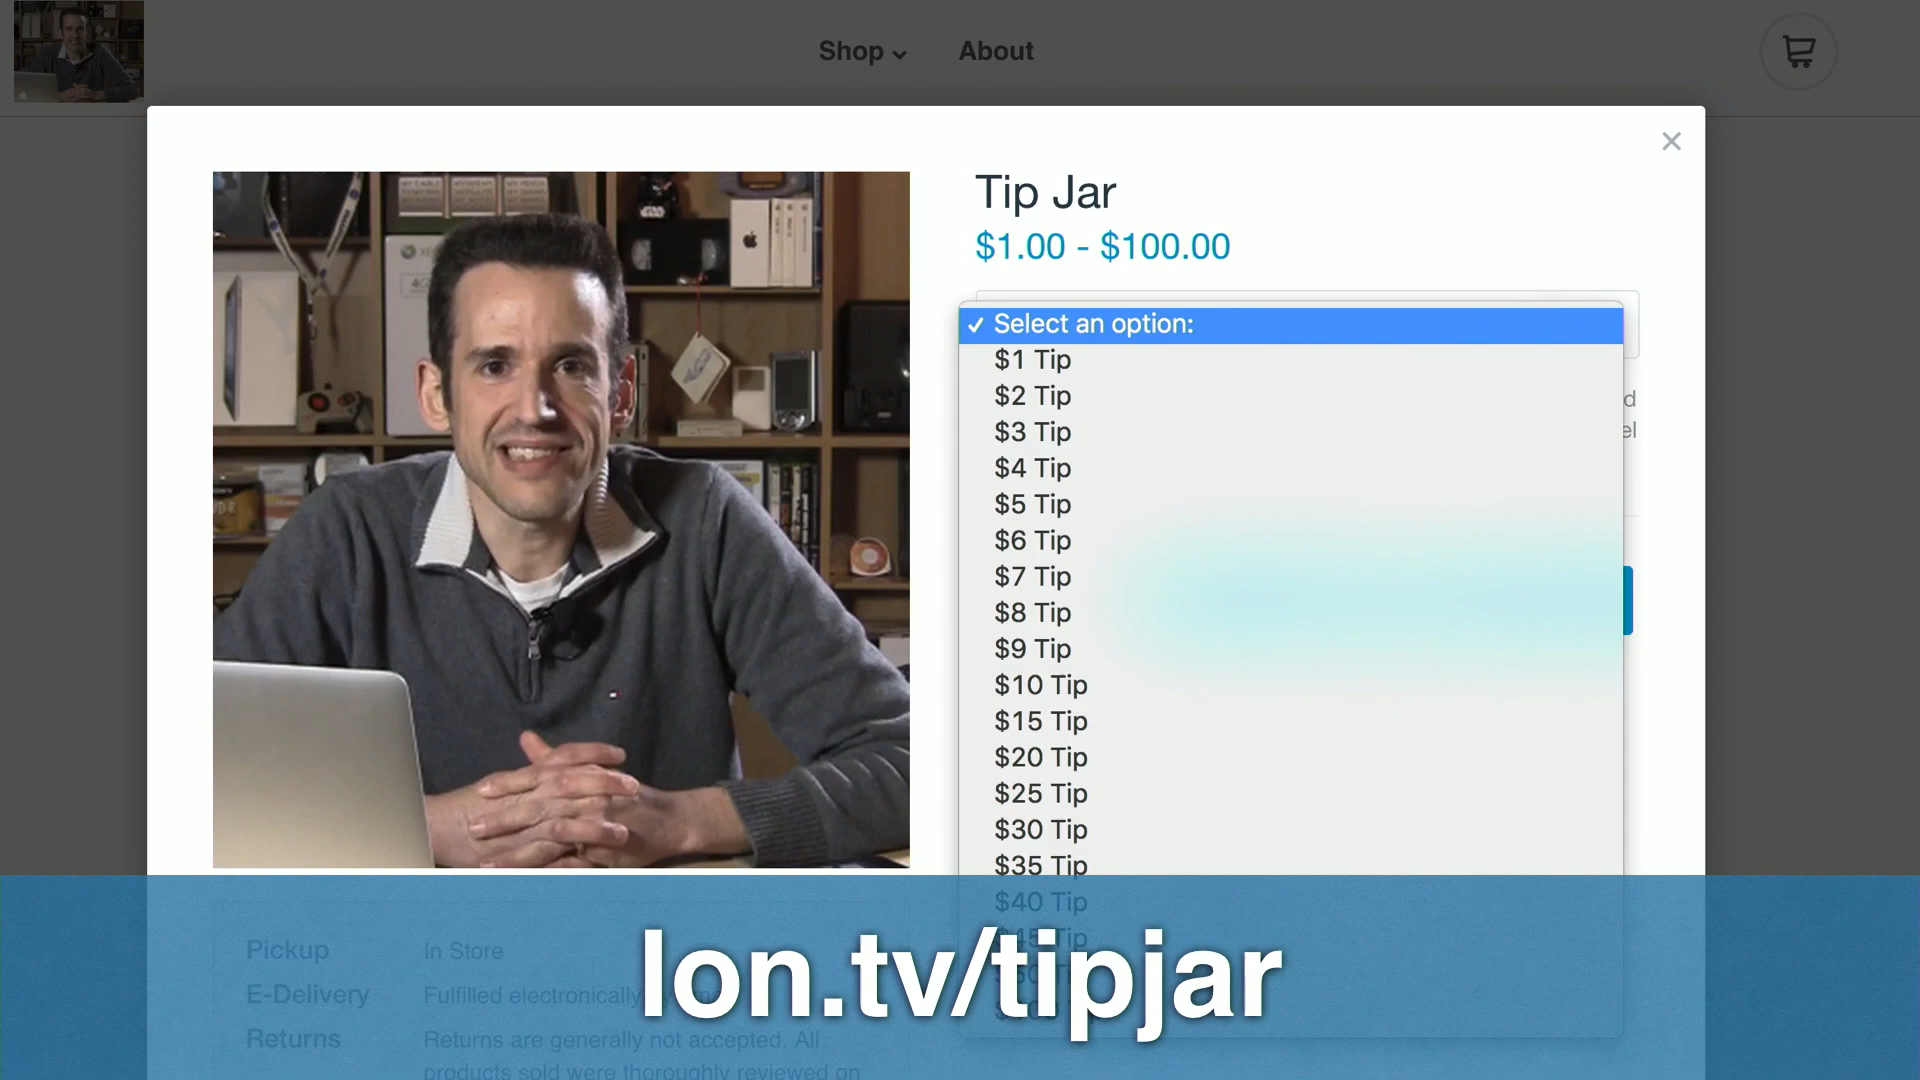 Shop
About
Tip Jar
$1.00 - $100.00
✓ Select an option:
$1 Tip
$2 Tip
$3 Tip
$4 Tip
$5 Tip
$6 Tip
$7 Tip
$8 Tip
$9 Tip
$10 Tip
$15 Tip
$20 Tip
$25 Tip
$30 Tip
$35 Tip
$40 Tip
$45 Tip
lon.tv/tipjar
Pickup In Store
E-Delivery Fulfilled electronically
Returns Returns are generally not accepted. All
products sold were thoroughly reviewed on